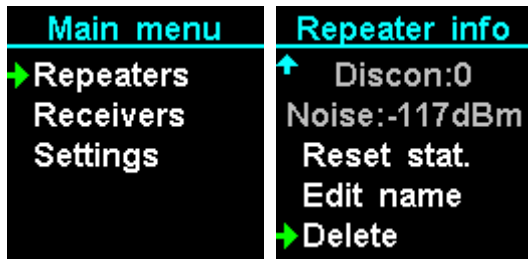 Main menu
Repeaters
Receivers
Settings
Repeater info
Discon:0
Noise:-117dBm
Reset stat.
Edit name
Delete